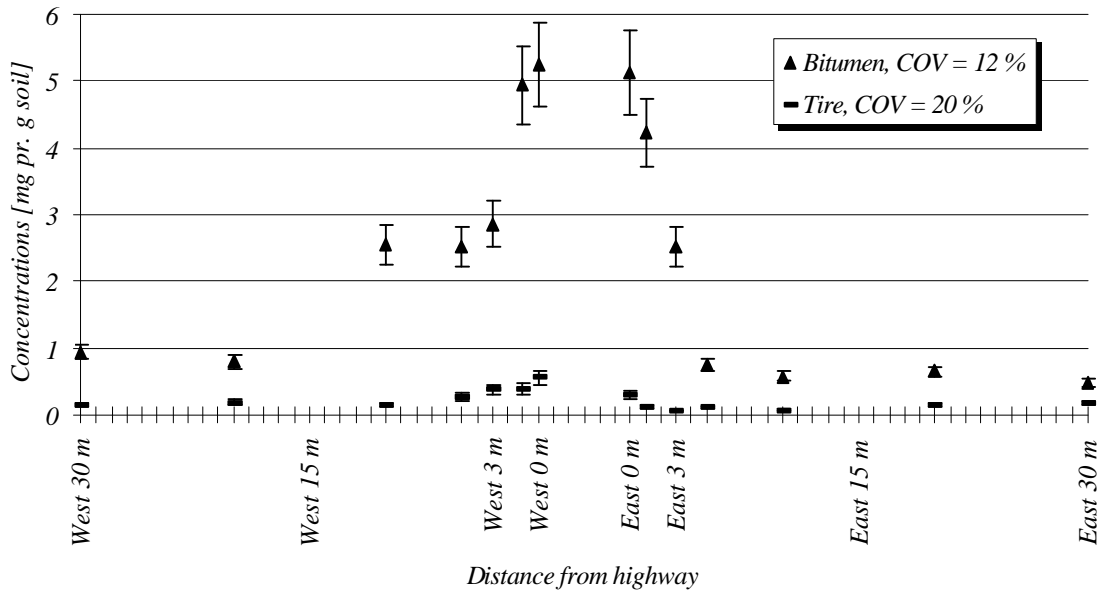 6
5
4
3
2
1
0
Concentrations [mg pr. g soil]
Bitumen, COV = 12 %
Tire, COV = 20 %
West 30 m
West 15 m
West 3 m
West 0 m
East 0 m
East 3 m
East 15 m
East 30 m
Distance from highway